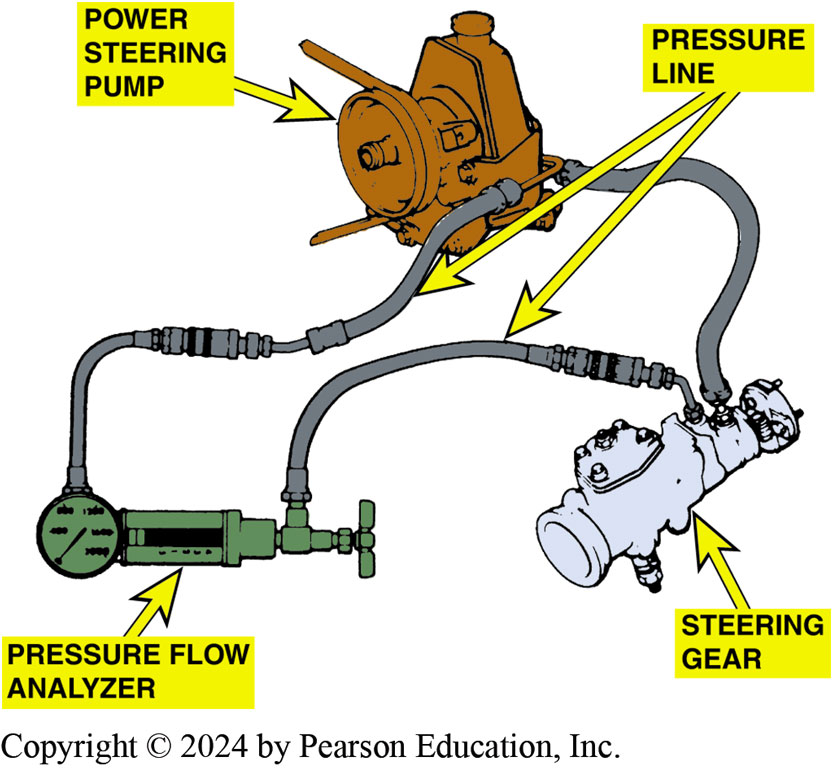 POWER
STEERING
PUMP
PRESSURE
LINE
PRESSURE FLOW
ANALYZER
STEERING
GEAR
Copyright © 2024 by Pearson Education, Inc.